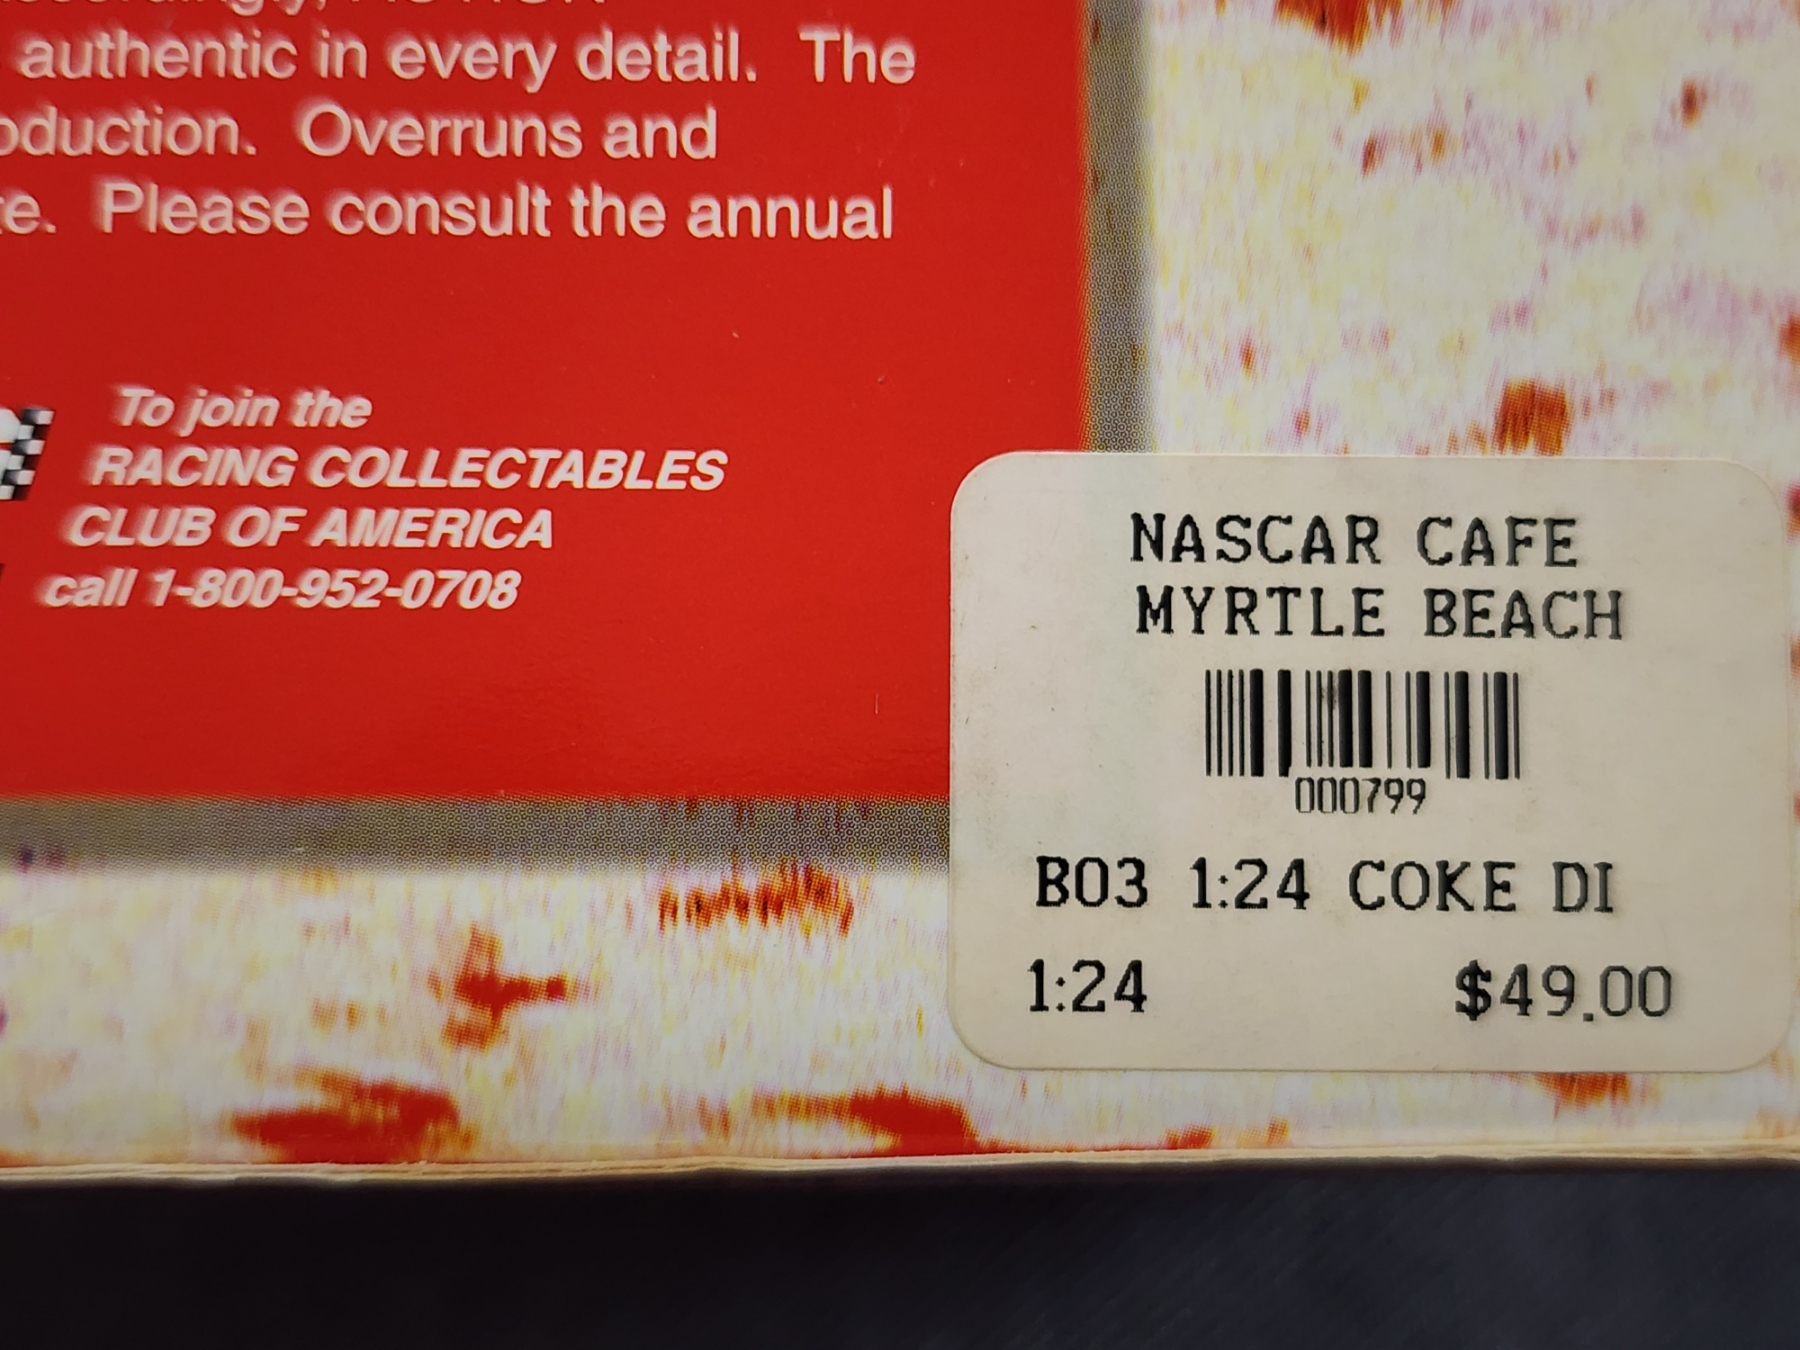 authentic in every detail. The
Overruns and
Please consult the annual
To join the
RACING COLLECTABLES
CLUB OF AMERICA
call 1-800-952-0708
NASCAR CAFE
MYRTLE BEACH
000799
B03 1:24 COKE DI
1:24 $49.00